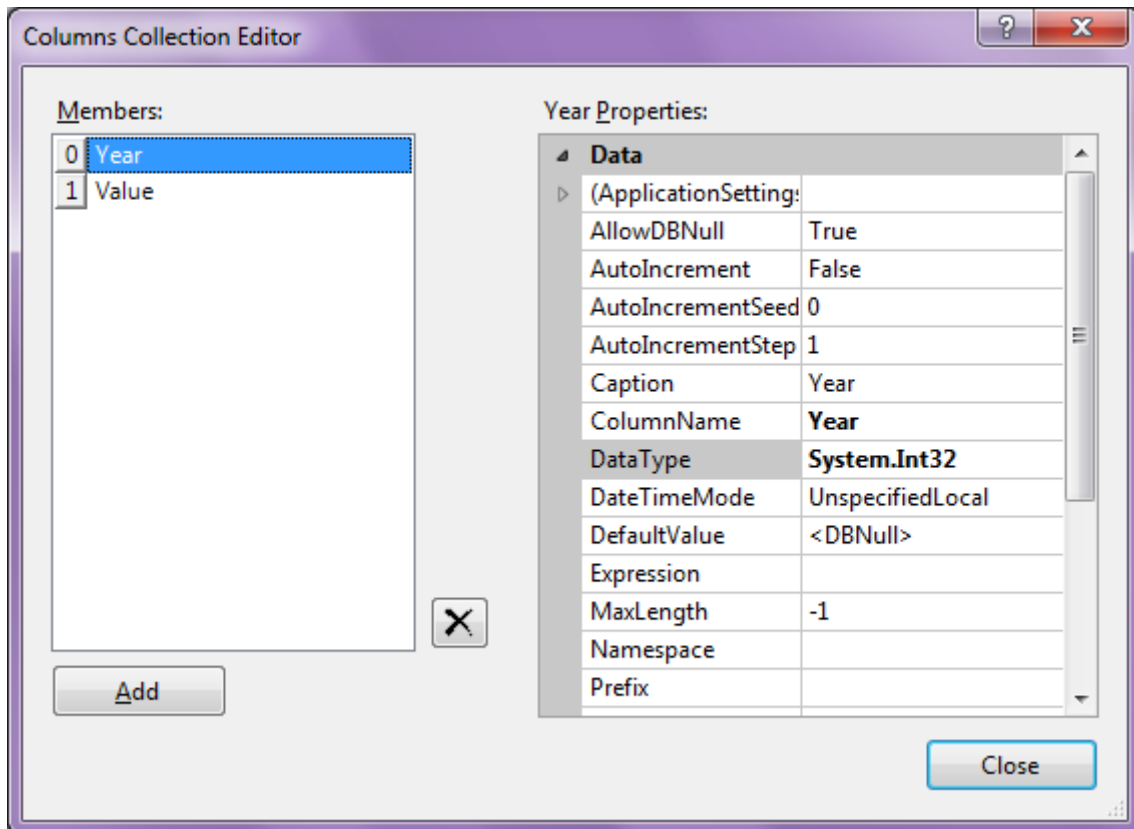 Columns Collection Editor
Members:
0 Year
1 Value
Add
Year Properties:
Data
(ApplicationSettings
AllowDBNull True
AutoIncrement False
AutoIncrementSeed 0
AutoIncrementStep 1
Caption Year
ColumnName Year
DataType System.Int32
DateTimeMode UnspecifiedLocal
DefaultValue <DBNull>
Expression
MaxLength -1
Namespace
Prefix
Close